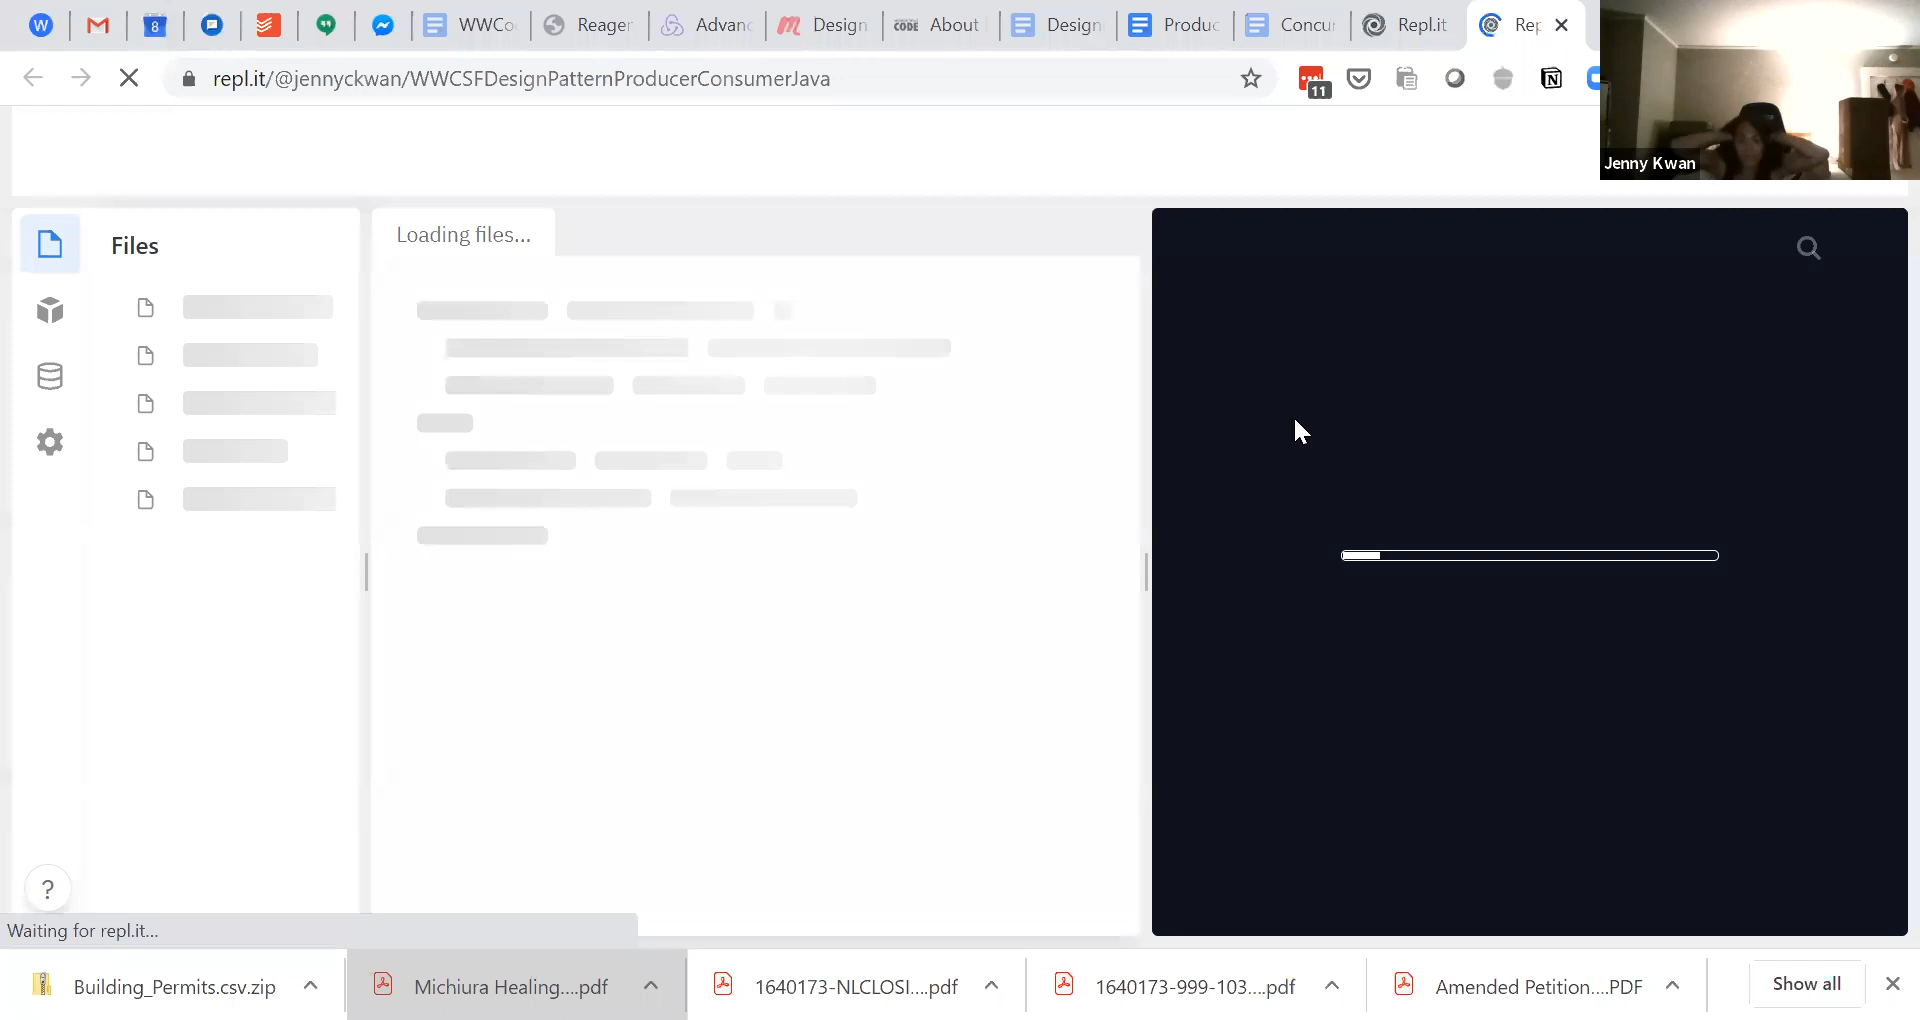 W
8
WWCo
Reager
Advanc
Design
CODE
About
Design
Produc
Concur
Repl.it
Rep
repl.it/@jennyckwan/WWCSFDesignPatternProducerConsumerJava
11
N
Jenny Kwan
Files
Loading files...
?
Waiting for repl.it...
Building_Permits.csv.zip
Michiura Healing....pdf
1640173-NLCLOSI....pdf
1640173-999-103....pdf
Amended Petition....PDF
Show all